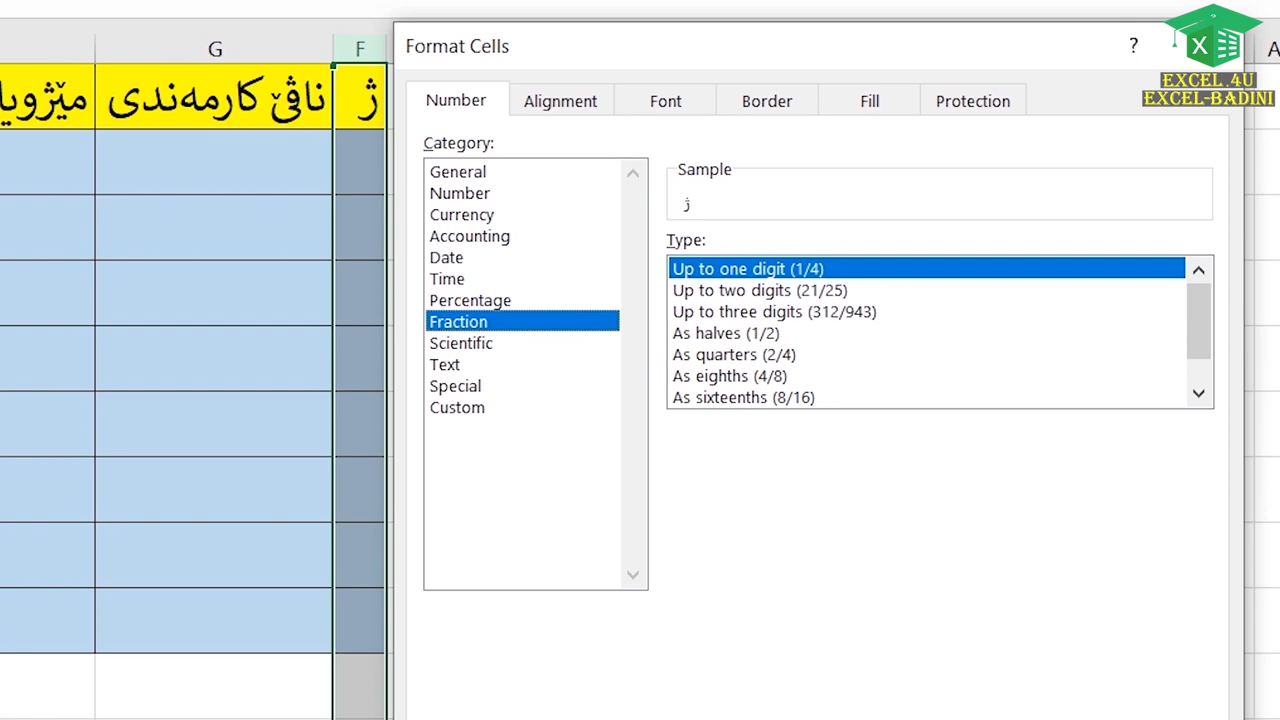 Format Cells
?
EXCEL.4U
EXCEL-BADINI
G
F
A
ژ
ناڤێ کارمەندی
Number
Alignment
Font
Border
Fill
Protection
Category:
General
Number
Currency
Accounting
Date
Time
Percentage
Fraction
Scientific
Text
Special
Custom
Sample
ژ
Type:
Up to one digit (1/4)
Up to two digits (21/25)
Up to three digits (312/943)
As halves (1/2)
As quarters (2/4)
As eighths (4/8)
As sixteenths (8/16)